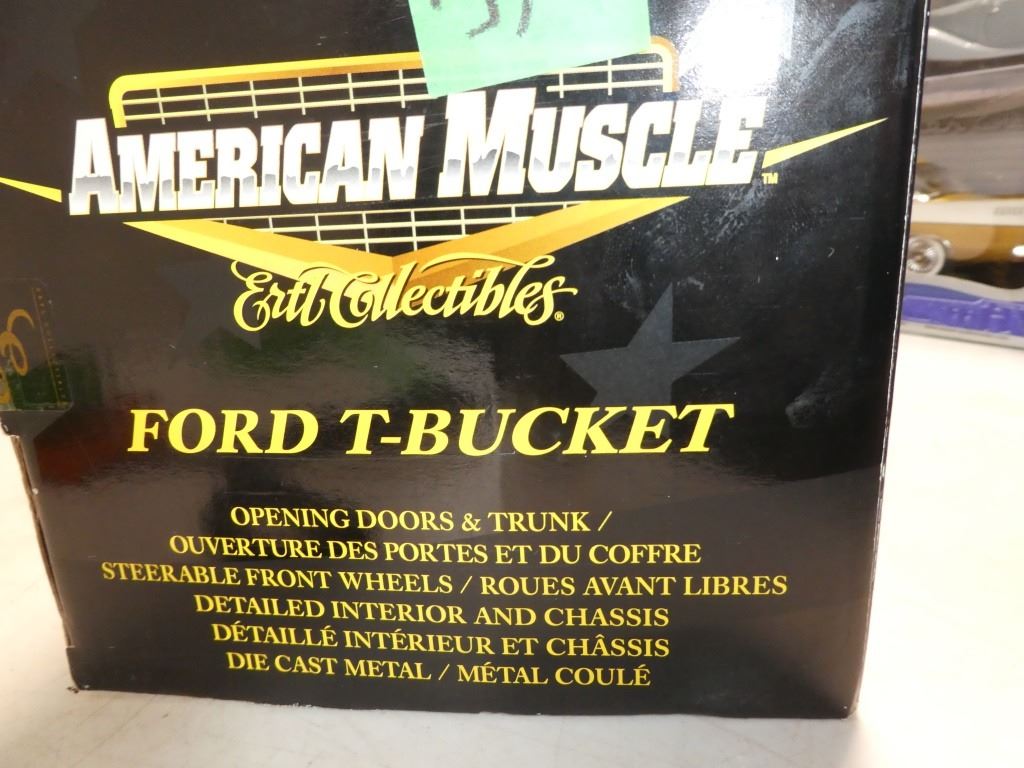 AMERICAN MUSCLE™
Ertl Collectibles®
FORD T-BUCKET
OPENING DOORS & TRUNK /
OUVERTURE DES PORTES ET DU COFFRE
STEERABLE FRONT WHEELS / ROUES AVANT LIBRES
DETAILED INTERIOR AND CHASSIS
DÉTAILLÉ INTÉRIEUR ET CHÂSSIS
DIE CAST METAL / MÉTAL COULÉ